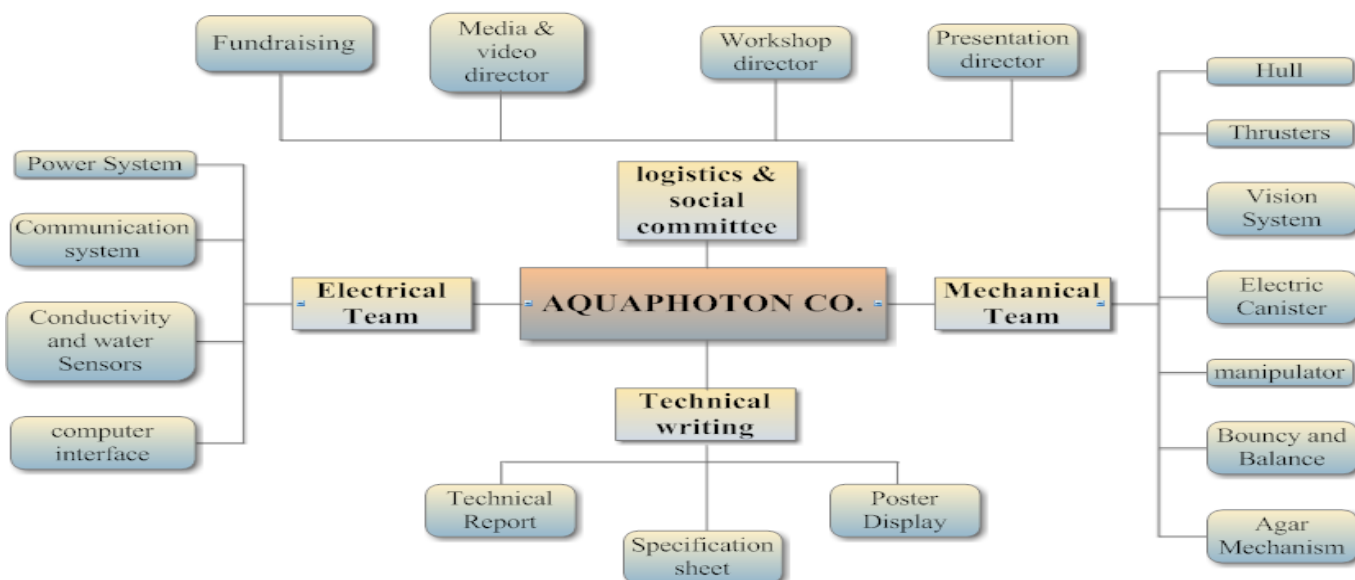 Fundraising
Media &
video
director
Workshop
director
Presentation
director
Hull
Thrusters
Vision
System
Electric
Canister
manipulator
Bouncy and
Balance
Agar
Mechanism
Power System
Communication
system
Conductivity
and water
Sensors
computer
interface
logistics &
social
committee
Electrical
Team
AQUAPHOTON CO.
Mechanical
Team
Technical
writing
Technical
Report
Specification
sheet
Poster
Display